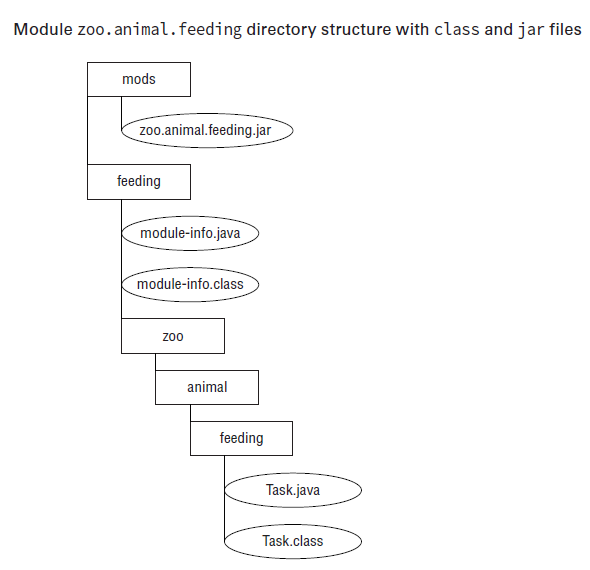 Module zoo.animal.feeding directory structure with class and jar files
mods
zoo.animal.feeding.jar
feeding
module-info.java
module-info.class
zoo
animal
feeding
Task.java
Task.class